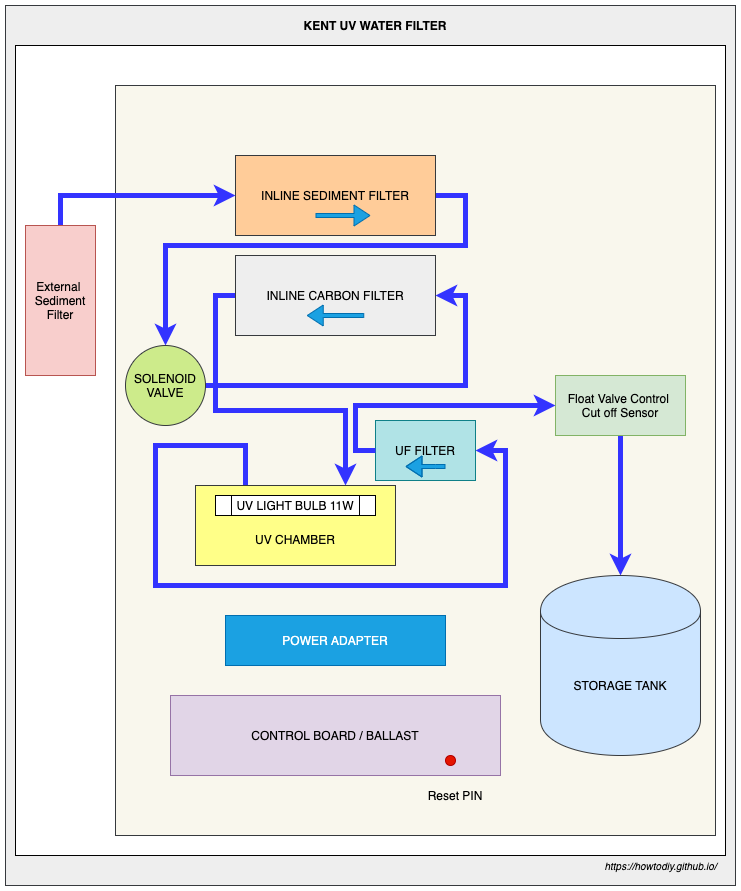 KENT UV WATER FILTER
INLINE SEDIMENT FILTER
External
Sediment
Filter
INLINE CARBON FILTER
SOLENOID
VALVE
Float Valve Control
Cut off Sensor
UF FILTER
UV LIGHT BULB 11W
UV CHAMBER
POWER ADAPTER
STORAGE TANK
CONTROL BOARD / BALLAST
Reset PIN
https://howtodiy.github.io/